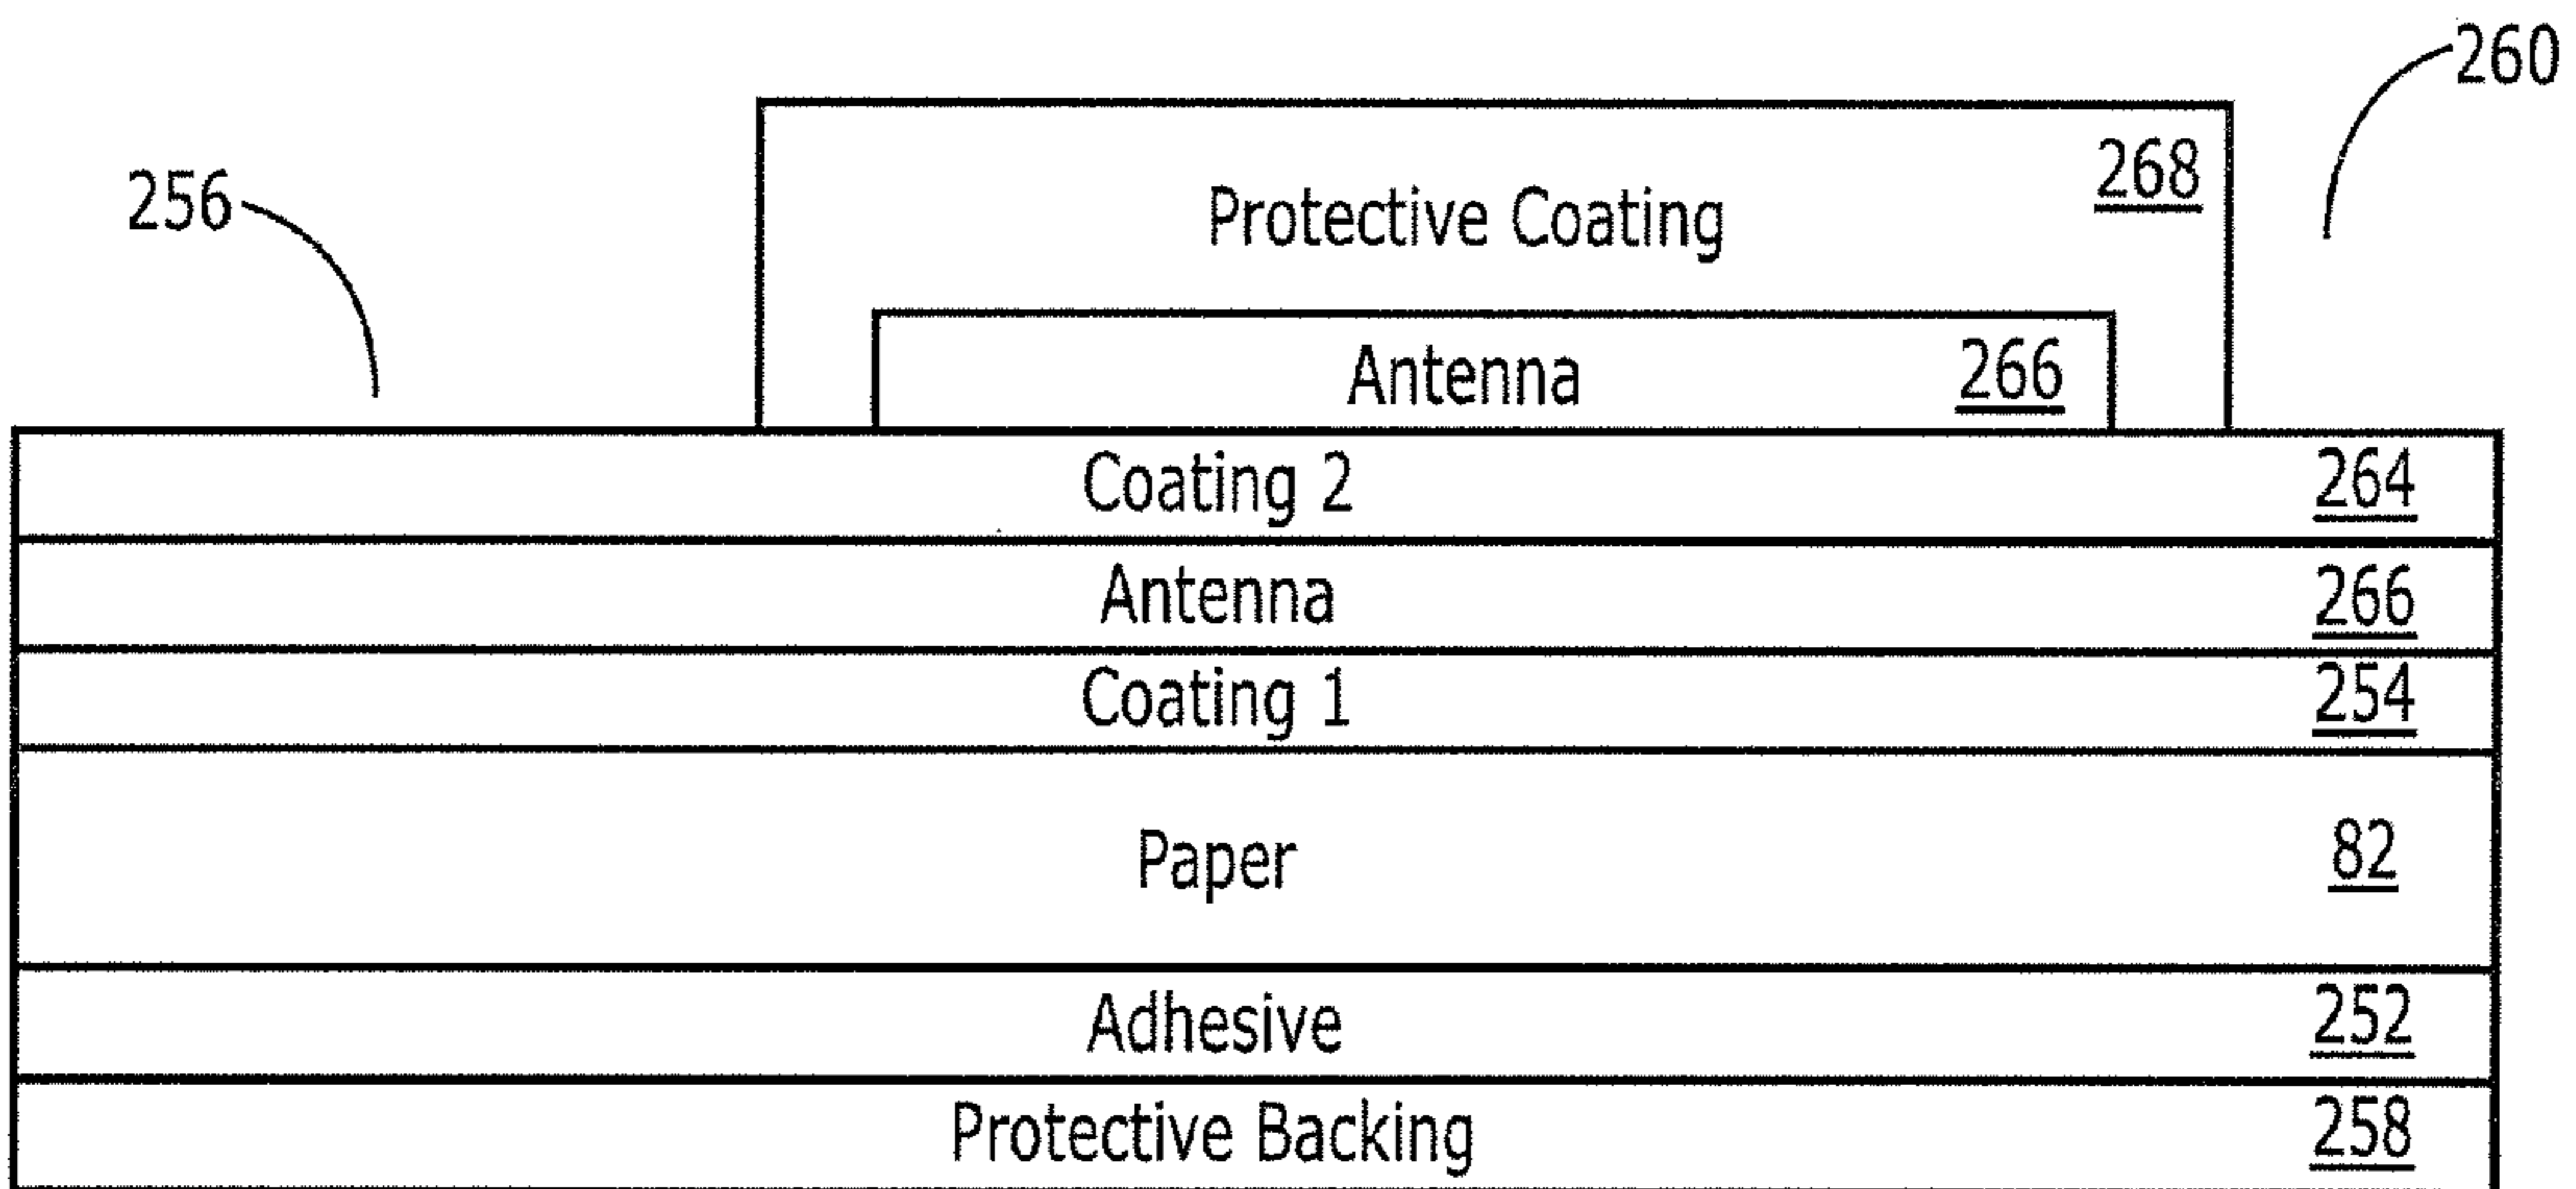 260
256
Protective Coating 268
Antenna 266
Coating 2 264
Antenna 266
Coating 1 254
Paper 82
Adhesive 252
Protective Backing 258